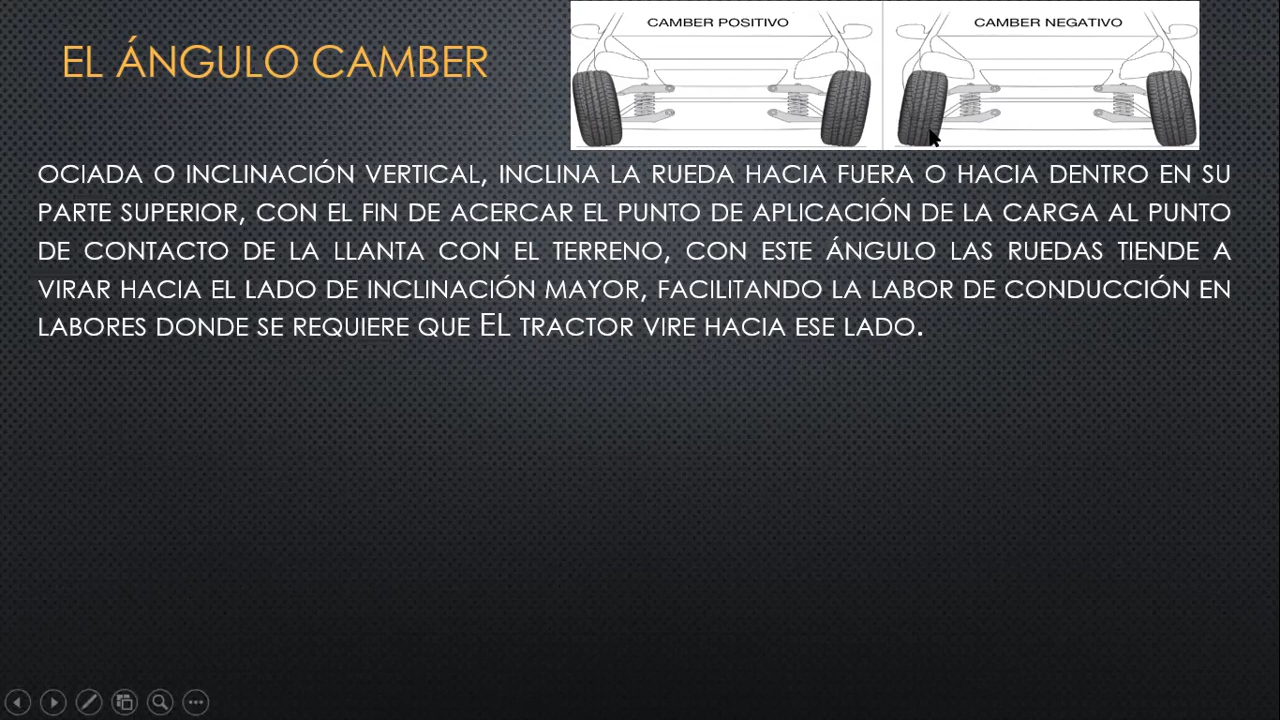 CAMBER POSITIVO
CAMBER NEGATIVO
EL ÁNGULO CAMBER
OCIADA O INCLINACIÓN VERTICAL, INCLINA LA RUEDA HACIA FUERA O HACIA DENTRO EN SU
PARTE SUPERIOR, CON EL FIN DE ACERCAR EL PUNTO DE APLICACIÓN DE LA CARGA AL PUNTO
DE CONTACTO DE LA LLANTA CON EL TERRENO, CON ESTE ÁNGULO LAS RUEDAS TIENDE A
VIRAR HACIA EL LADO DE INCLINACIÓN MAYOR, FACILITANDO LA LABOR DE CONDUCCIÓN EN
LABORES DONDE SE REQUIERE QUE EL TRACTOR VIRE HACIA ESE LADO.